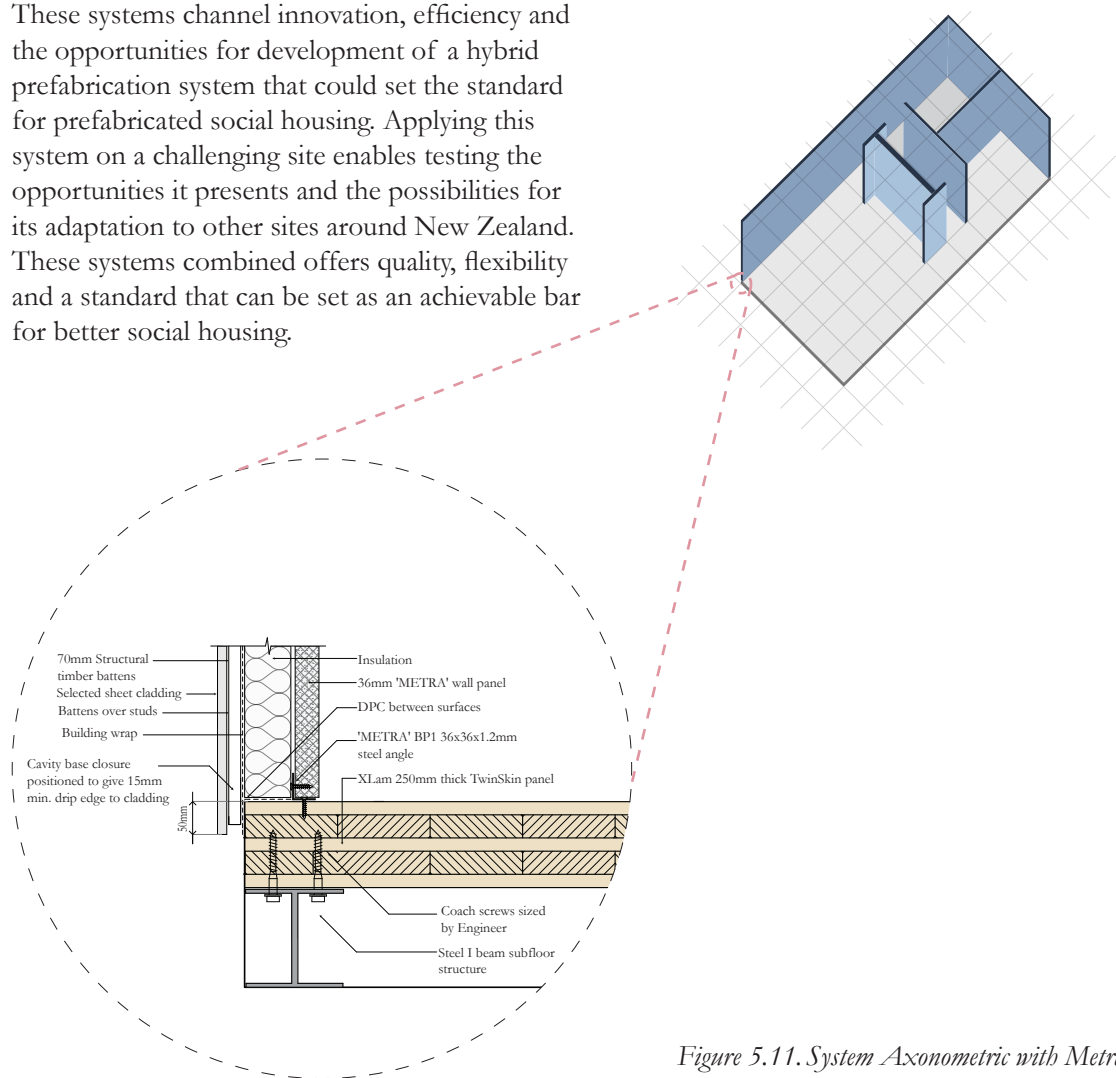 These systems channel innovation, efficiency and
the opportunities for development of a hybrid
prefabrication system that could set the standard
for prefabricated social housing. Applying this
system on a challenging site enables testing the
opportunities it presents and the possibilities for
its adaptation to other sites around New Zealand.
These systems combined offers quality, flexibility
and a standard that can be set as an achievable bar
for better social housing.
70mm Structural
timber battens
Selected sheet cladding
Battens over studs
Building wrap
Cavity base closure
positioned to give 15mm
min. drip edge to cladding
50mm
Insulation
36mm 'METRA' wall panel
DPC between surfaces
'METRA' BP1 36x36x1.2mm
steel angle
XLam 250mm thick TwinSkin panel
Coach screws sized
by Engineer
Steel I beam subfloor
structure
Figure 5.11. System Axonometric with Metr